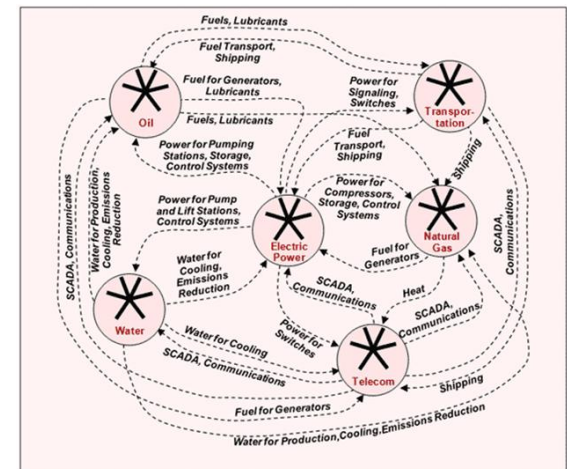 Fuels, Lubricants
Fuel Transport,
Shipping
Fuel for Generators,
Lubricants
Power for
Signaling,
Switches
Oil
Transpor-
tation
Fuels, Lubricants
Fuel
Transport,
Shipping
Shipping
Power for Pumping
Stations, Storage,
Control Systems
Power for
Compressors,
Storage, Control
Systems
SCADA, Communications
Water for Production,
Cooling, Emissions
Reduction
Power for Pump
and Lift Stations,
Control Systems
Electric
Power
Natural
Gas
SCADA,
Communications
Water for
Cooling,
Emissions
Reduction
Fuel for
Generators
SCADA,
Communications
Heat
SCADA,
Communications
Water
Power for
Switches
Water for Cooling
SCADA, Communications
Telecom
Shipping
Fuel for Generators
Water for Production,Cooling,Emissions Reduction